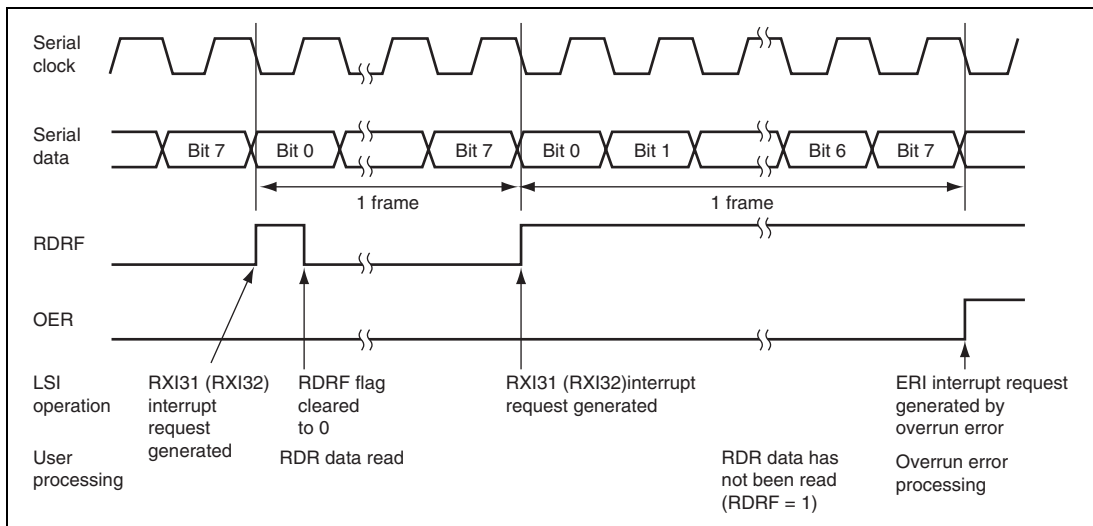 Serial
clock
Serial
data
Bit 7
Bit 0
Bit 7
Bit 0
Bit 1
Bit 6
Bit 7
1 frame
1 frame
RDRF
OER
LSI
operation
RXI31 (RXI32)
interrupt
request
generated
RDRF flag
cleared
to 0
RXI31 (RXI32)interrupt
request generated
ERI interrupt request
generated by
overrun error
User
processing
RDR data read
RDR data has
not been read
(RDRF = 1)
Overrun error
processing